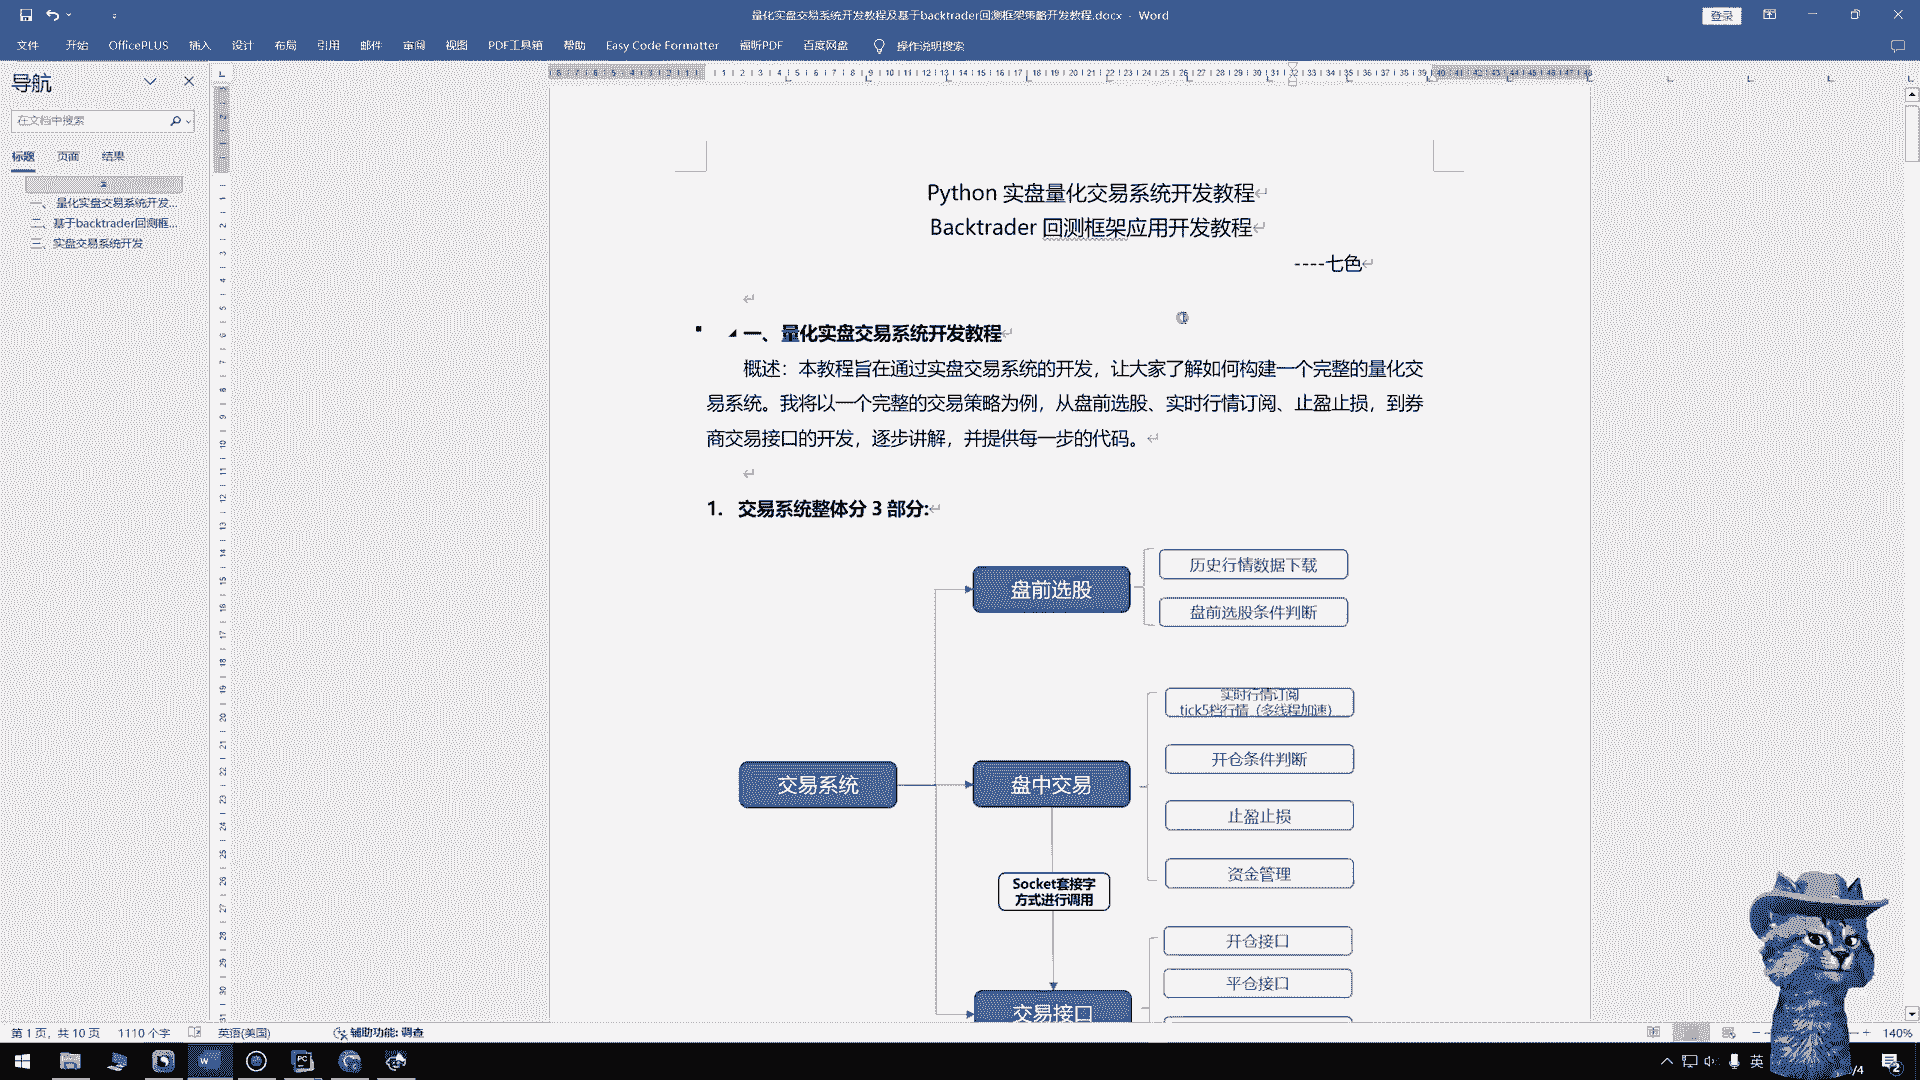 量化实盘交易系统开发教程及基于backtrader回测框架策略开发教程.docx - Word
登录
文件 开始 OfficePLUS 插入 设计 布局 引用 邮件 审阅 视图 PDF工具箱 帮助 Easy Code Formatter 福昕PDF 百度网盘 操作说明搜索
导航
在文档中搜索
标题 页面 结果
一、量化实盘交易系统开发...
二、基于backtrader回测框...
三、实盘交易系统开发
Python 实盘量化交易系统开发教程
Backtrader 回测框架应用开发教程
----七色
一、量化实盘交易系统开发教程
概述：本教程旨在通过实盘交易系统的开发，让大家了解如何构建一个完整的量化交
易系统。我将以一个完整的交易策略为例，从盘前选股、实时行情订阅、止盈止损，到券
商交易接口的开发，逐步讲解，并提供每一步的代码。
1. 交易系统整体分 3 部分:
历史行情数据下载
盘前选股
盘前选股条件判断
实时行情订阅
tick5档行情（多线程加速）
开仓条件判断
交易系统
盘中交易
止盈止损
资金管理
Socket套接字
方式进行调用
开仓接口
平仓接口
交易接口
第 1 页，共 10 页 1110 个字 英语(美国) 辅助功能: 调查 140%
英
/4
2